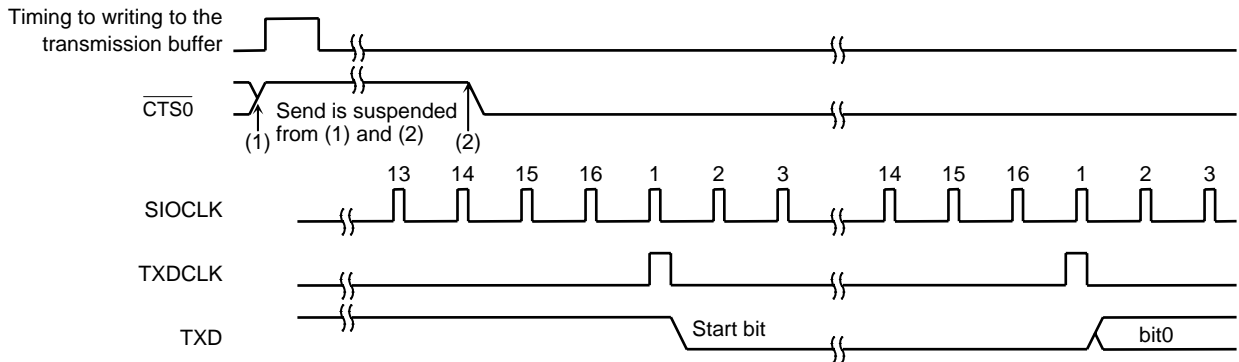 Timing to writing to the
transmission buffer
CTS0
Send is suspended
from (1) and (2)
(1)
(2)
13 14 15 16 1 2 3 14 15 16 1 2 3
SIOCLK
TXDCLK
TXD
Start bit
bit0